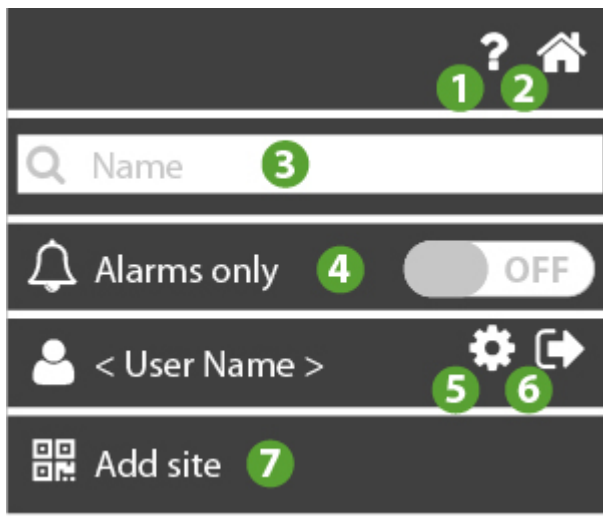 ?
1 2
Name 3
Alarms only 4 OFF
< User Name >
5 6
Add site 7